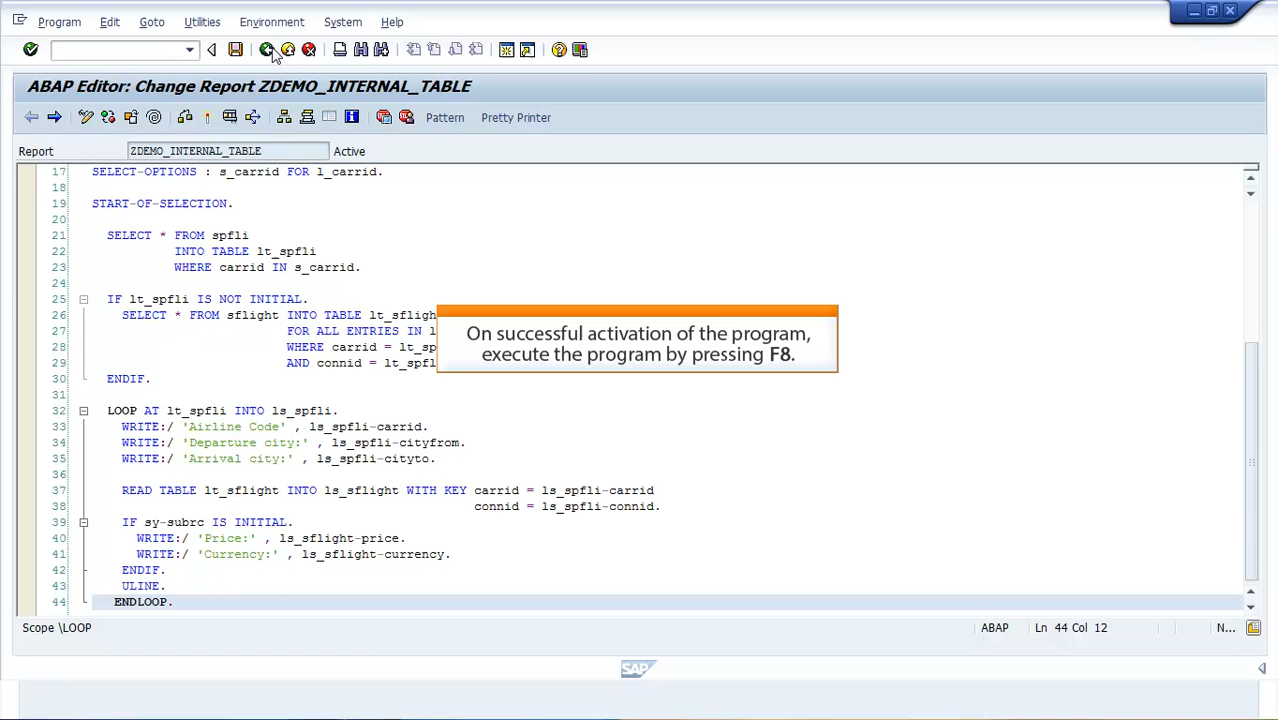 Program Edit Goto Utilities Environment System Help
ABAP Editor: Change Report ZDEMO_INTERNAL_TABLE
Pattern Pretty Printer
Report ZDEMO_INTERNAL_TABLE Active
17 SELECT-OPTIONS : s_carrid FOR l_carrid.
18
19 START-OF-SELECTION.
20
21 SELECT * FROM spfli
22 INTO TABLE lt_spfli
23 WHERE carrid IN s_carrid.
24
25 IF lt_spfli IS NOT INITIAL.
26 SELECT * FROM sflight INTO TABLE lt_sfligh
27 FOR ALL ENTRIES IN l
28 WHERE carrid = lt_sp
29 AND connid = lt_spfl
30 ENDIF.
31
32 LOOP AT lt_spfli INTO ls_spfli.
33 WRITE:/ 'Airline Code' , ls_spfli-carrid.
34 WRITE:/ 'Departure city:' , ls_spfli-cityfrom.
35 WRITE:/ 'Arrival city:' , ls_spfli-cityto.
36
37 READ TABLE lt_sflight INTO ls_sflight WITH KEY carrid = ls_spfli-carrid
38 connid = ls_spfli-connid.
39 IF sy-subrc IS INITIAL.
40 WRITE:/ 'Price:' , ls_sflight-price.
41 WRITE:/ 'Currency:' , ls_sflight-currency.
42 ENDIF.
43 ULINE.
44 ENDLOOP.
On successful activation of the program,
execute the program by pressing F8.
Scope \LOOP ABAP Ln 44 Col 12 N...
SAP